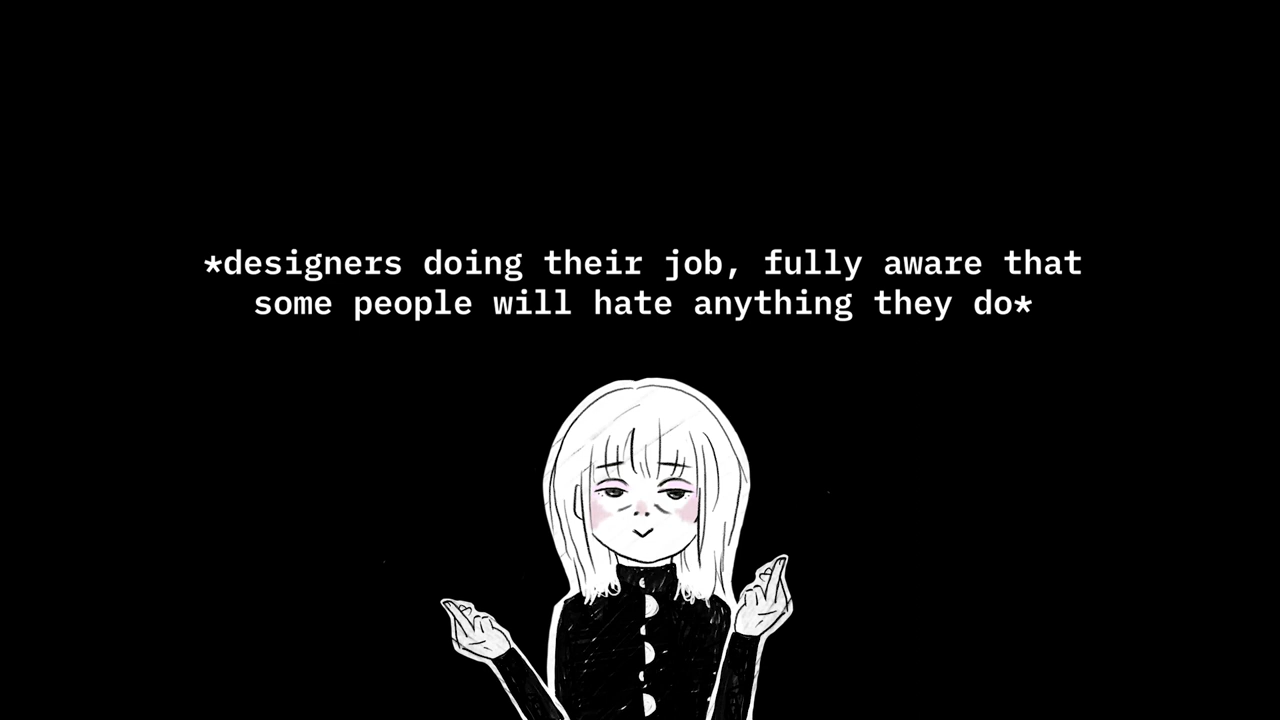 *designers doing their job, fully aware that
some people will hate anything they do*